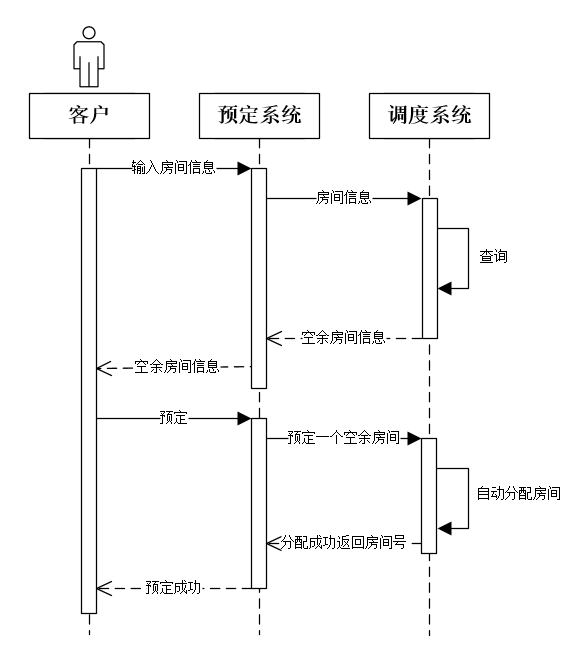 客户
预定系统
调度系统
输入房间信息
房间信息
查询
空余房间信息
空余房间信息
预定
预定一个空余房间
自动分配房间
分配成功返回房间号
预定成功